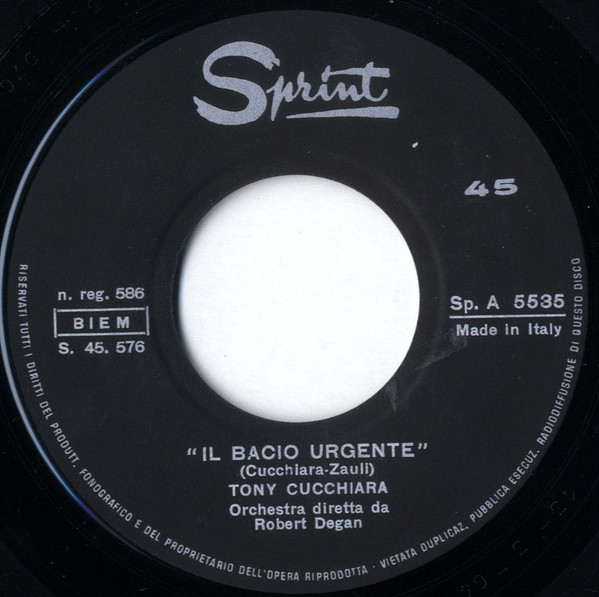 Sprint
45
n. reg. 586
BIEM
S. 45. 576
Sp. A 5535
Made in Italy
"IL BACIO URGENTE"
(Cucchiara-Zauli)
TONY CUCCHIARA
Orchestra diretta da
Robert Degan
RISERVATI TUTTI I DIRITTI DEL PRODUTT. FONOGRAFICO E DEL PROPRIETARIO DELL'OPERA RIPRODOTTA - VIETATA DUPLICAZ. PUBBLICA ESECUZ. RADIODIFFUSIONE DI QUESTO DISCO